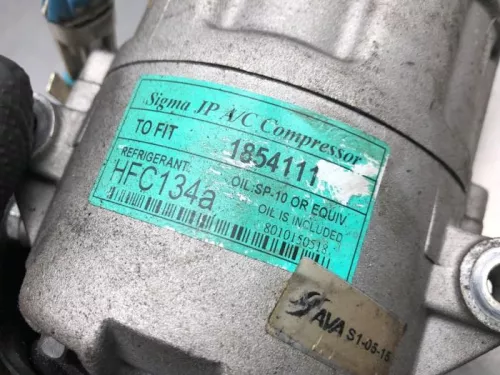 Sigma JP A/C Compressor
TO FIT 1854111
REFRIGERANT:
HFC134a
OIL:SP-10 OR EQUIV
OIL IS INCLUDED
8010150518
AVA S1-05-15